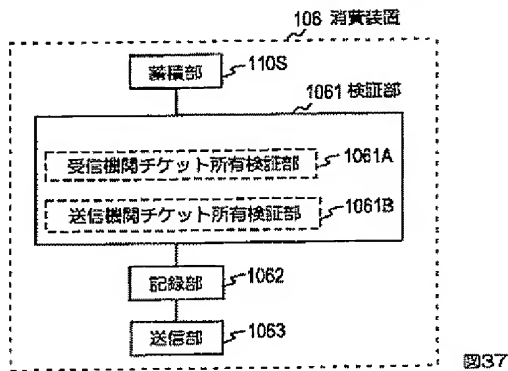 108 消費装置
蓄積部
110S
1061 検証部
受信機関チケット所有検証部
1061A
送信機関チケット所有検証部
1061B
記録部
1062
送信部
1063
図37